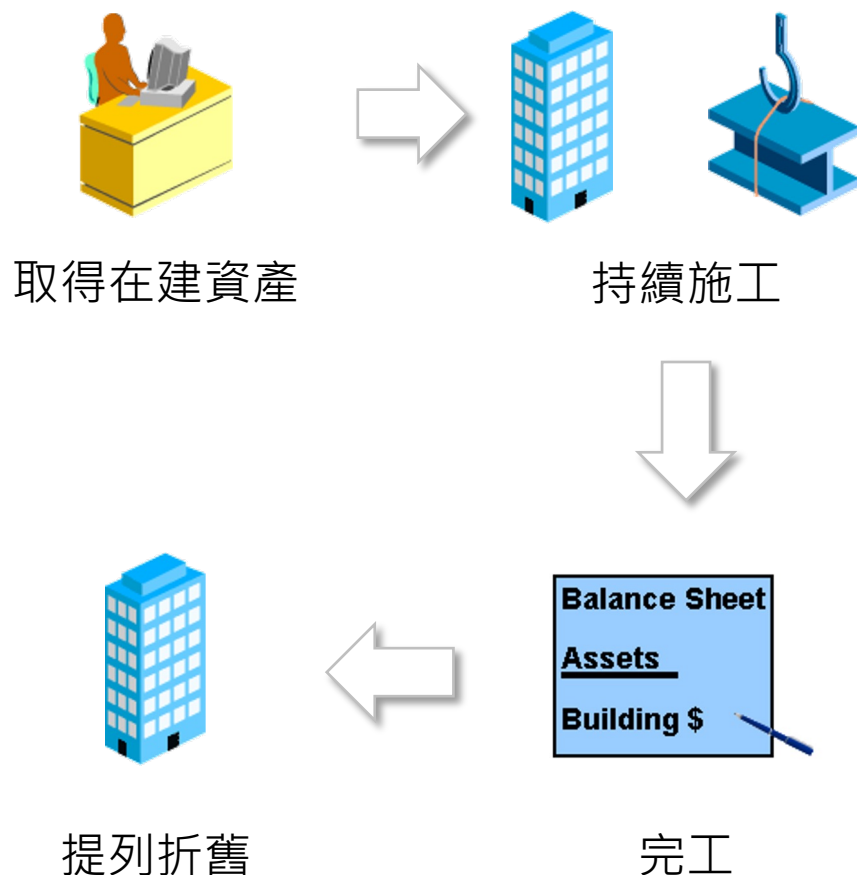 取得在建資產
持續施工
Balance Sheet
Assets
Building $
完工
提列折舊